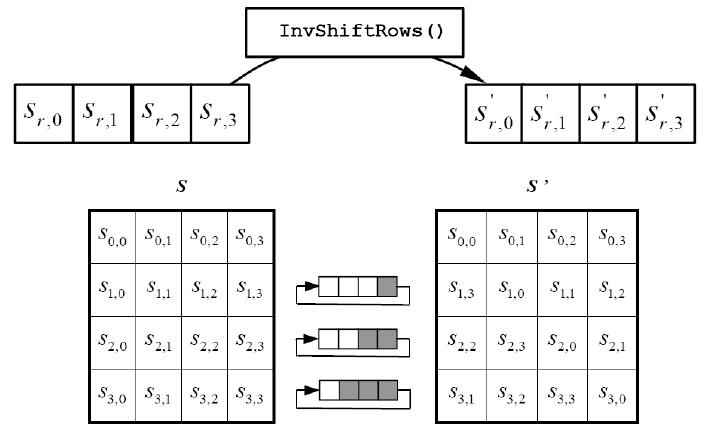 InvShiftRows()
S_{r,0} S_{r,1} S_{r,2} S_{r,3} S'_{r,0} S'_{r,1} S'_{r,2} S'_{r,3}
S S'
S_{0,0} S_{0,1} S_{0,2} S_{0,3} S_{0,0} S_{0,1} S_{0,2} S_{0,3}
S_{1,0} S_{1,1} S_{1,2} S_{1,3} S_{1,3} S_{1,0} S_{1,1} S_{1,2}
S_{2,0} S_{2,1} S_{2,2} S_{2,3} S_{2,2} S_{2,3} S_{2,0} S_{2,1}
S_{3,0} S_{3,1} S_{3,2} S_{3,3} S_{3,1} S_{3,2} S_{3,3} S_{3,0}